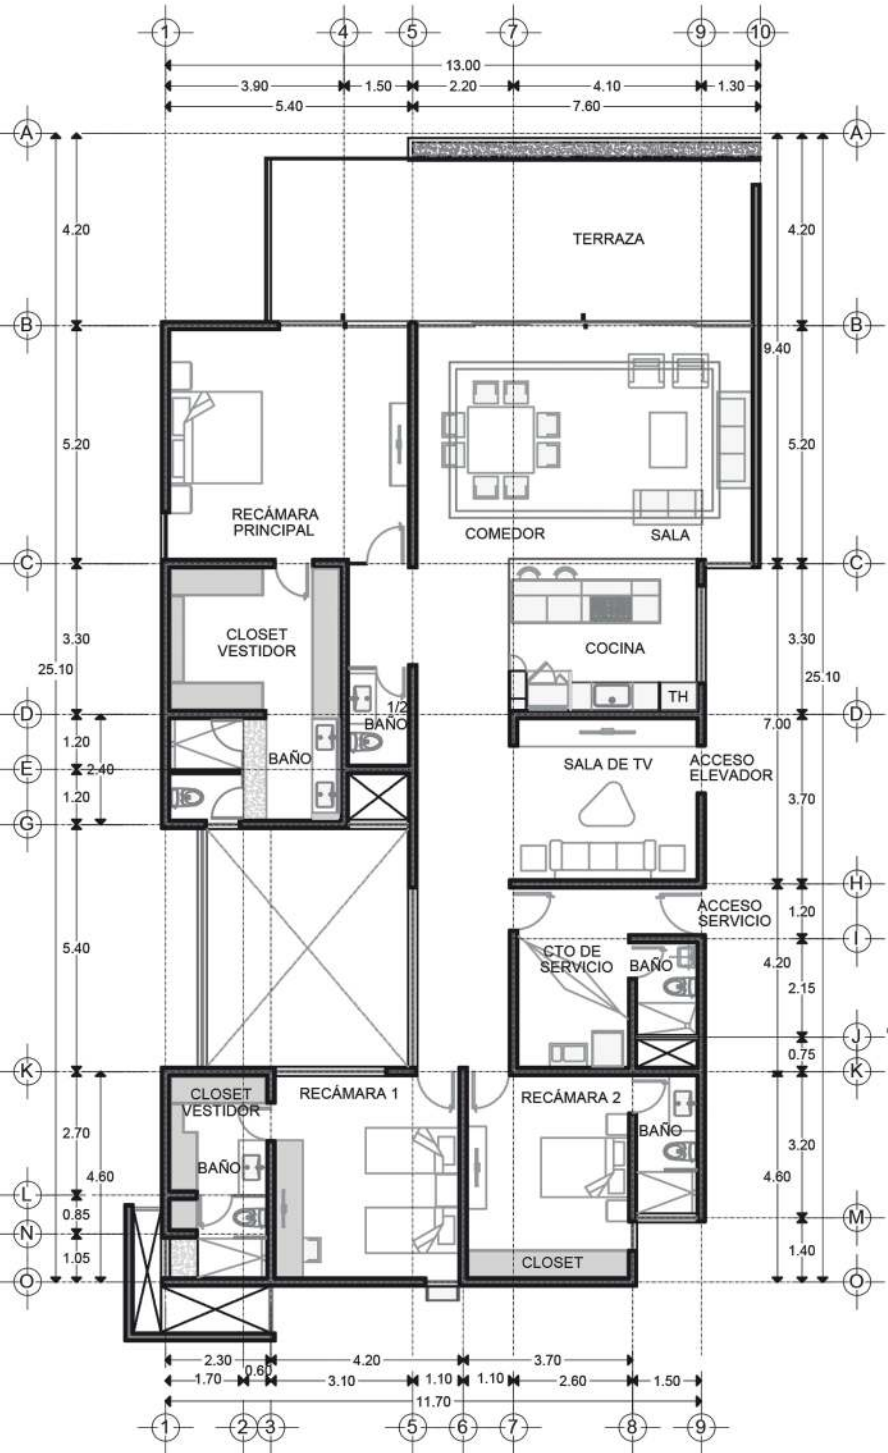 1 4 5 7 9 10
13.00
3.90 1.50 2.20 4.10 1.30
5.40 7.60
A A
4.20 TERRAZA 4.20
B B
9.40
5.20 5.20
RECÁMARA
PRINCIPAL
COMEDOR SALA
C C
CLOSET
VESTIDOR
3.30 COCINA 3.30
25.10 25.10
TH
1/2
BAÑO
D 7.00 D
1.20 BAÑO SALA DE TV ACCESO
ELEVADOR
E 2.40
1.20 3.70
G
H
ACCESO
SERVICIO
1.20
I
5.40 CTO DE
SERVICIO
BAÑO 4.20
2.15
J
0.75
K K
CLOSET
VESTIDOR
RECÁMARA 1 RECÁMARA 2
2.70 BAÑO 3.20
4.60 BAÑO 4.60
L
0.85 M
N
1.05 CLOSET 1.40
O O
2.30 4.20 3.70
0.60
1.70 3.10 1.10 1.10 2.60 1.50
11.70
1 2 3 5 6 7 8 9